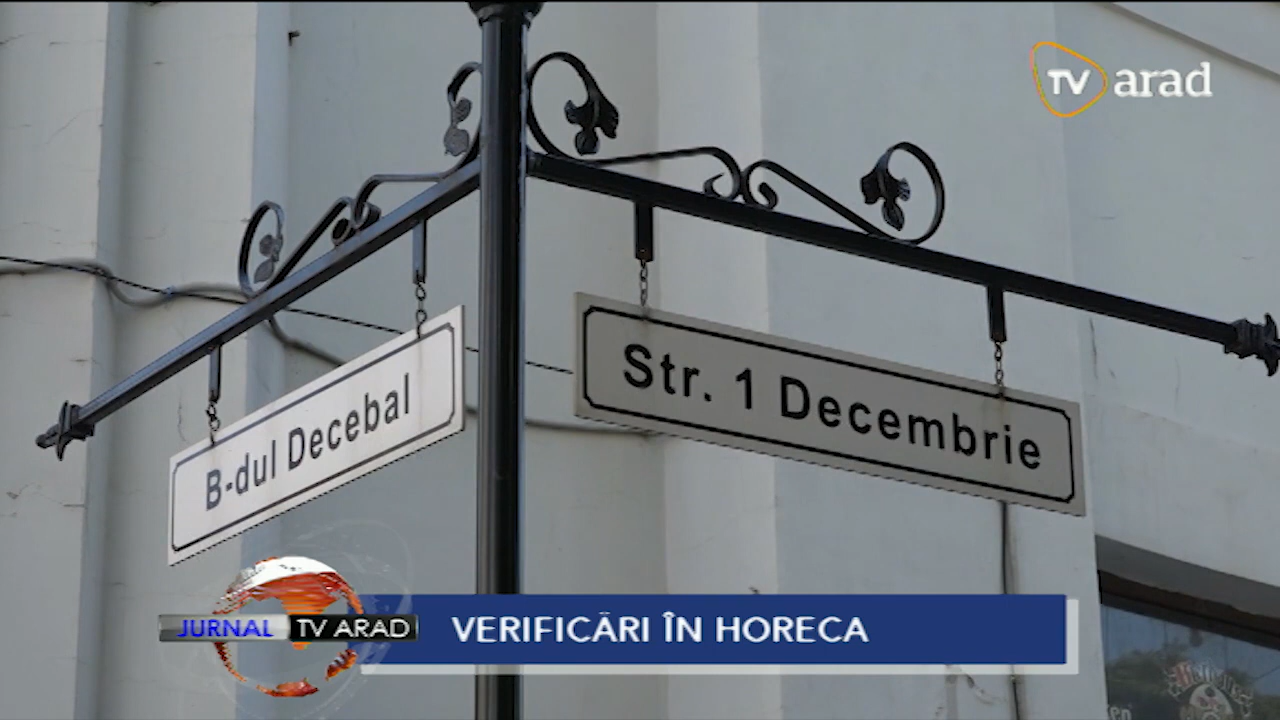 TV arad
B-dul Decebal
Str. 1 Decembrie
JURNAL TV ARAD
VERIFICĂRI ÎN HORECA